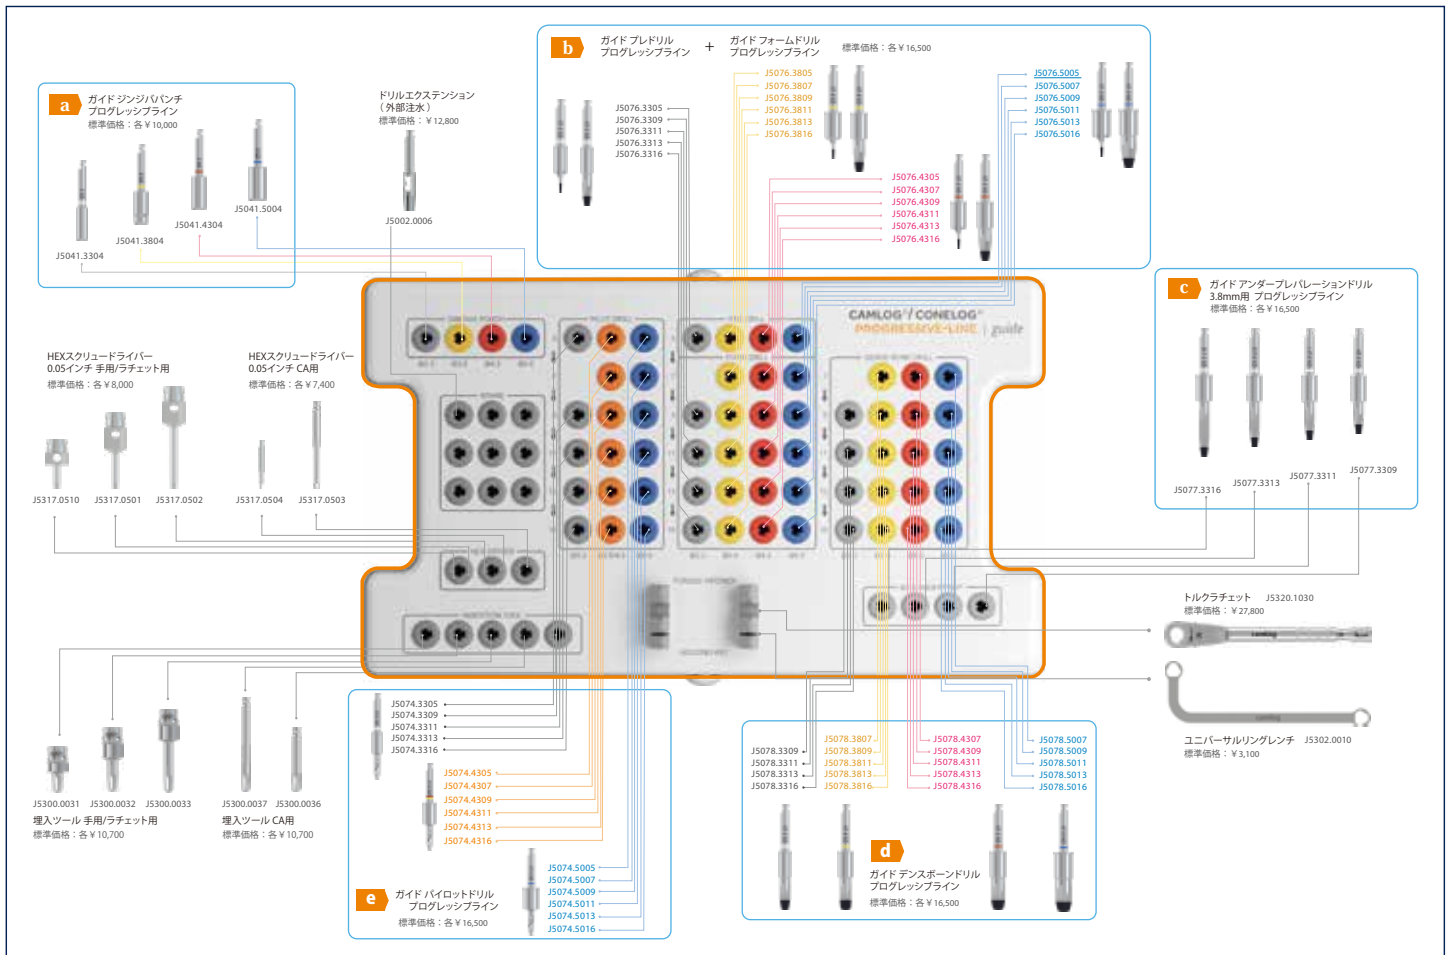 a
ガイド ジンジバパンチ
プログレッシブライン
標準価格：各￥10,000
J5041.3304
J5041.3804
J5041.4304
J5041.5004
ドリルエクステンション
（外部注水）
標準価格：￥12,800
J5002.0006
b
ガイド プレドリル
プログレッシブライン
+
ガイド フォームドリル
プログレッシブライン
標準価格：各￥16,500
J5076.3305
J5076.3309
J5076.3311
J5076.3313
J5076.3316
J5076.3805
J5076.3807
J5076.3809
J5076.3811
J5076.3813
J5076.3816
J5076.4305
J5076.4307
J5076.4309
J5076.4311
J5076.4313
J5076.4316
J5076.5005
J5076.5007
J5076.5009
J5076.5011
J5076.5013
J5076.5016
c
ガイド アンダープレパレーションドリル
3.8mm用 プログレッシブライン
標準価格：各￥16,500
J5077.3316
J5077.3313
J5077.3311
J5077.3309
HEXスクリュードライバー
0.05インチ 手用/ラチェット用
標準価格：各￥8,000
J5317.0510
J5317.0501
J5317.0502
HEXスクリュードライバー
0.05インチ CA用
標準価格：各￥7,400
J5317.0504
J5317.0503
CAMLOG®/ CONELOG®
PROGRESSIVE-LINE | guide
PILOT DRILL
トルクラチェット J5320.1030
標準価格：￥27,800
camlog
ユニバーサルリングレンチ J5302.0010
標準価格：￥3,100
J5300.0031
J5300.0032
J5300.0033
埋入ツール 手用/ラチェット用
標準価格：各￥10,700
J5300.0037
J5300.0036
埋入ツール CA用
標準価格：各￥10,700
J5074.3305
J5074.3309
J5074.3311
J5074.3313
J5074.3316
J5074.4305
J5074.4307
J5074.4309
J5074.4311
J5074.4313
J5074.4316
J5074.5005
J5074.5007
J5074.5009
J5074.5011
J5074.5013
J5074.5016
e
ガイド パイロットドリル
プログレッシブライン
標準価格：各￥16,500
J5078.3309
J5078.3311
J5078.3313
J5078.3316
J5078.3807
J5078.3809
J5078.3811
J5078.3813
J5078.3816
J5078.4307
J5078.4309
J5078.4311
J5078.4313
J5078.4316
J5078.5007
J5078.5009
J5078.5011
J5078.5013
J5078.5016
d
ガイド デンスボーンドリル
プログレッシブライン
標準価格：各￥16,500